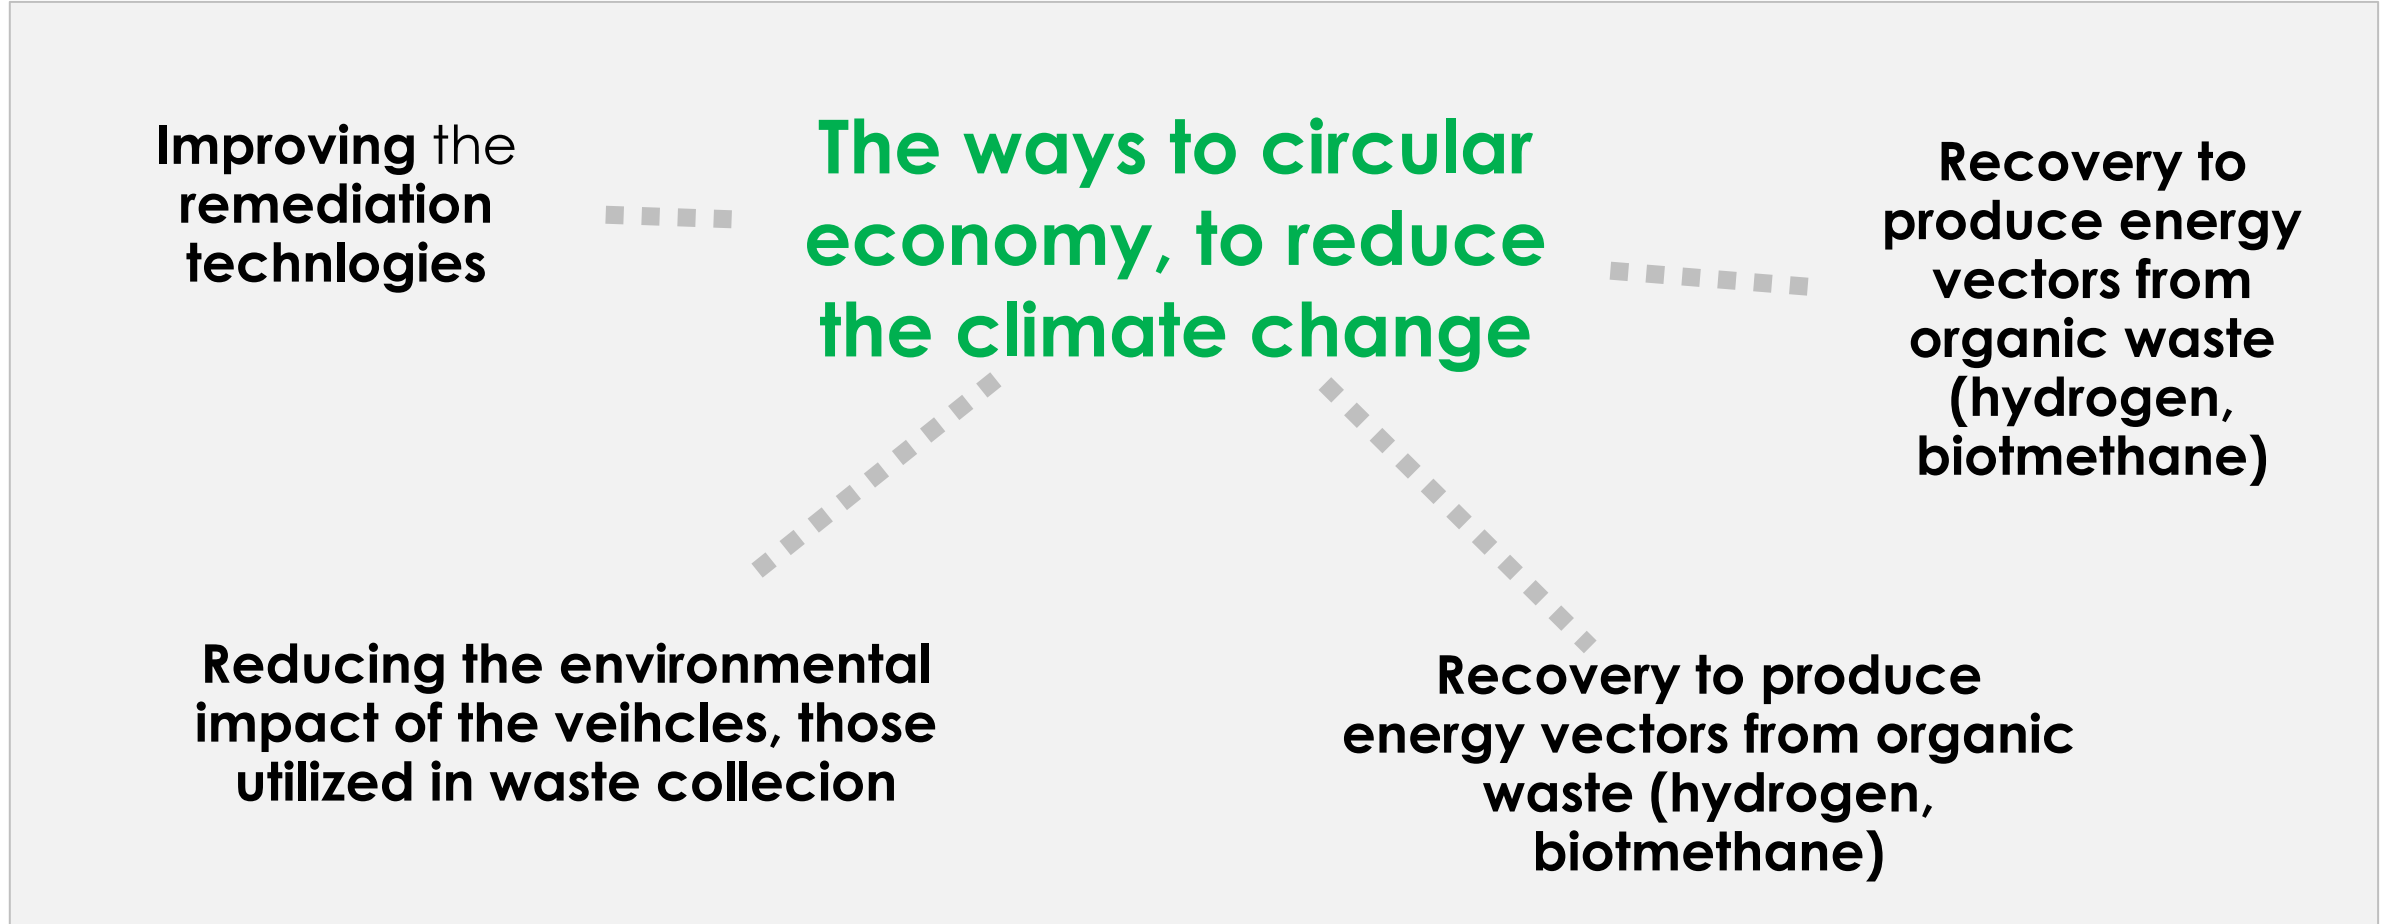 Improving the
remediation
technlogies
The ways to circular
economy, to reduce
the climate change
Recovery to
produce energy
vectors from
organic waste
(hydrogen,
biotmethane)
Reducing the environmental
impact of the veihcles, those
utilized in waste collecion
Recovery to produce
energy vectors from organic
waste (hydrogen,
biotmethane)